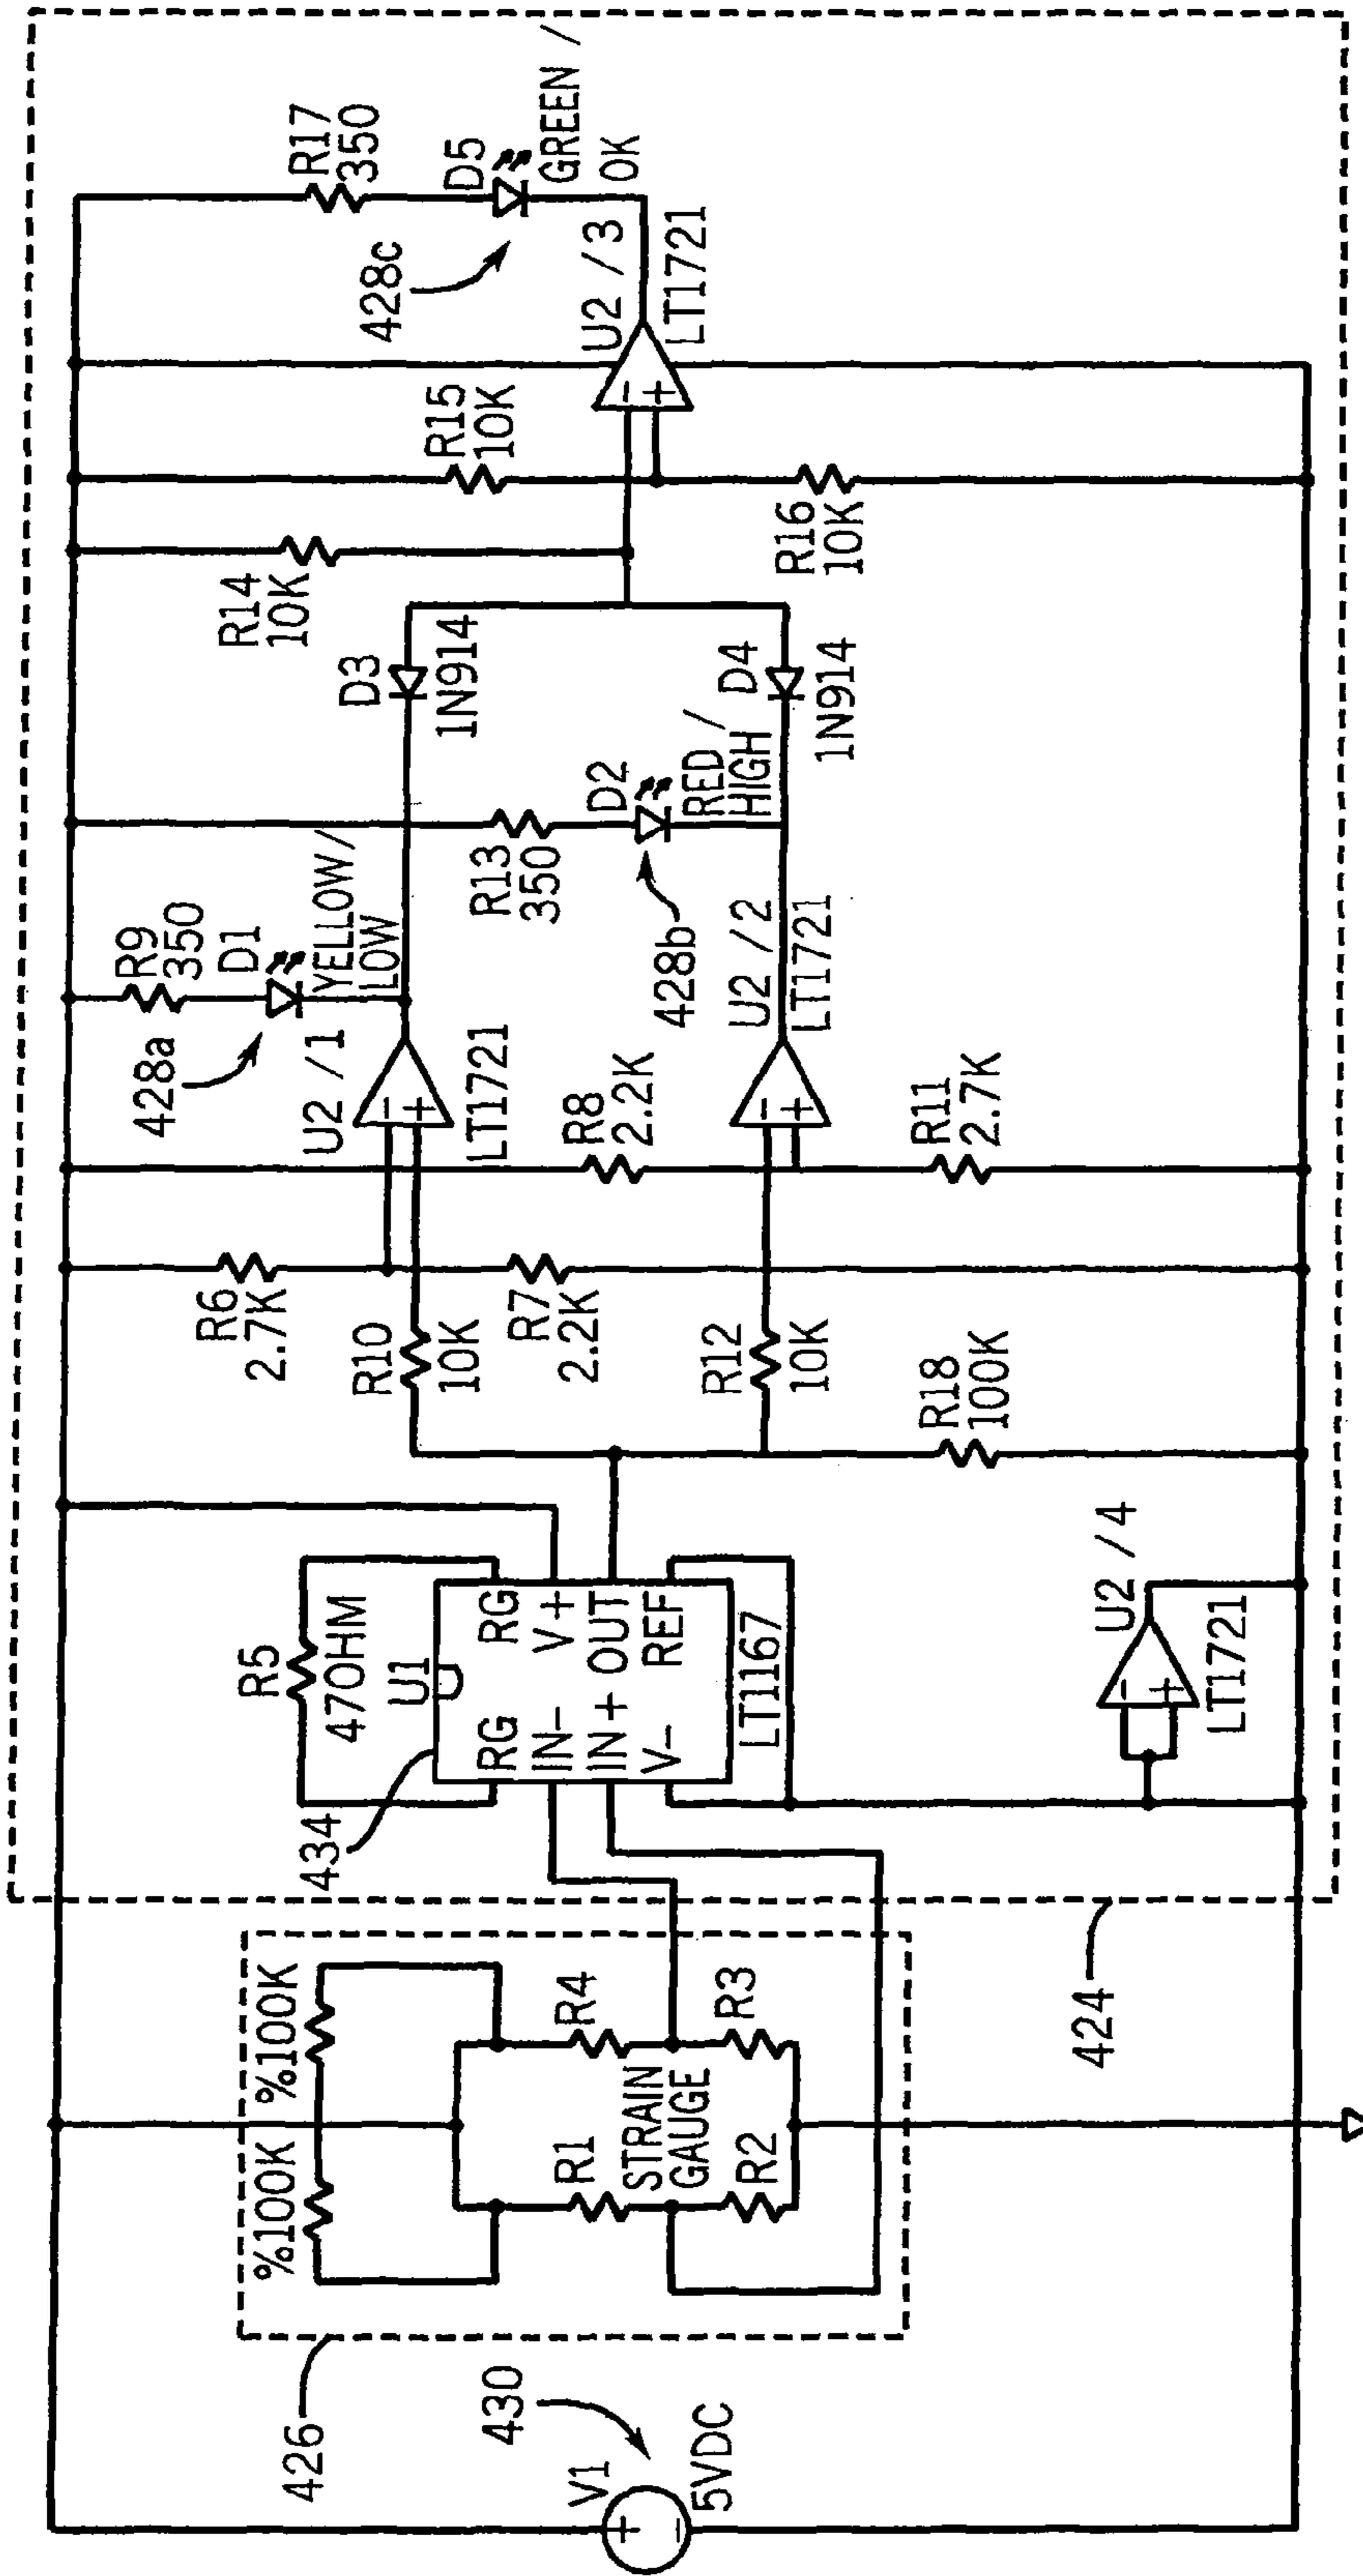 V1
5VDC
430
426
%100K
%100K
R1
R4
STRAIN
GAUGE
R2
R3
424
434
R5
470HM
U1
RG
RG
IN-
V+
IN+
OUT
V-
REF
LT1167
U2 /4
-
+
LT1721
R6
2.7K
R10
10K
R7
2.2K
R12
10K
R18
100K
428a
R9
350
D1
YELLOW/
LOW
U2 /1
-
+
LT1721
R8
2.2K
R11
2.7K
U2 /2
-
+
LT1721
428b
R13
350
D2
RED/
HIGH/
D3
1N914
D4
1N914
R14
10K
R15
10K
R16
10K
428c
R17
350
D5
GREEN/
OK
U2 /3
-
+
LT1721
+
-